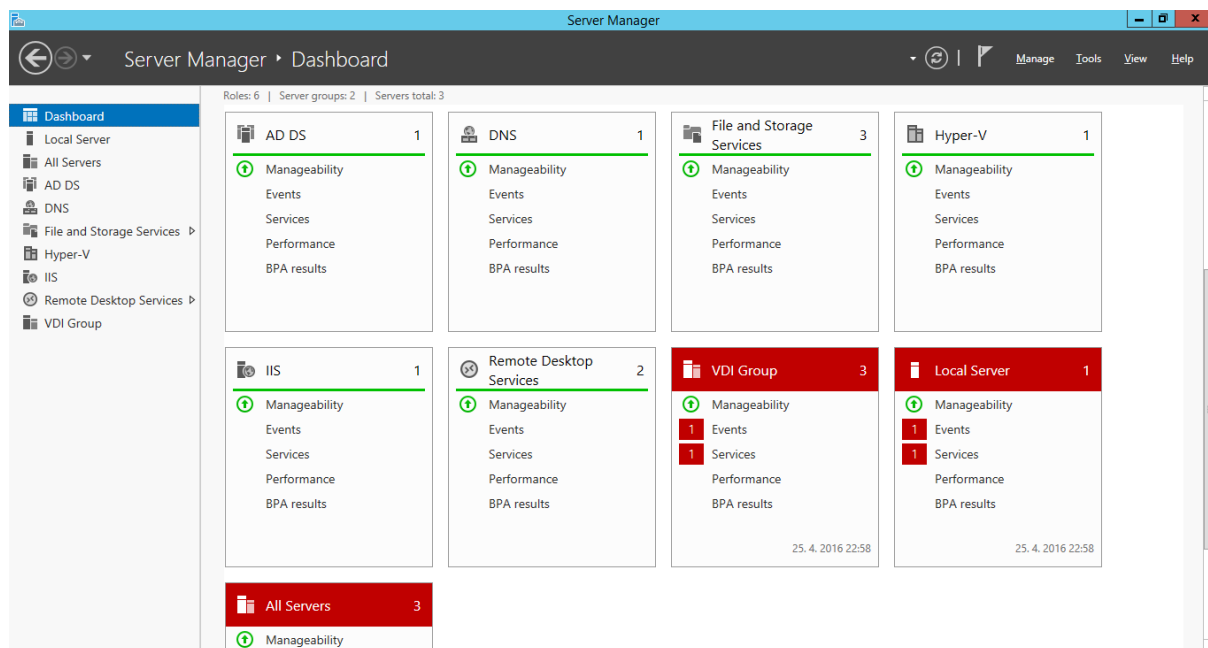 Server Manager
Server Manager ‣ Dashboard
Manage Tools View Help
Dashboard
Local Server
All Servers
AD DS
DNS
File and Storage Services
Hyper-V
IIS
Remote Desktop Services
VDI Group
Roles: 6 | Server groups: 2 | Servers total: 3
AD DS 1
Manageability
Events
Services
Performance
BPA results
DNS 1
Manageability
Events
Services
Performance
BPA results
File and Storage
Services 3
Manageability
Events
Services
Performance
BPA results
Hyper-V 1
Manageability
Events
Services
Performance
BPA results
IIS 1
Manageability
Events
Services
Performance
BPA results
Remote Desktop
Services 2
Manageability
Events
Services
Performance
BPA results
VDI Group 3
Manageability
1 Events
1 Services
Performance
BPA results
25. 4. 2016 22:58
Local Server 1
Manageability
1 Events
1 Services
Performance
BPA results
25. 4. 2016 22:58
All Servers 3
Manageability